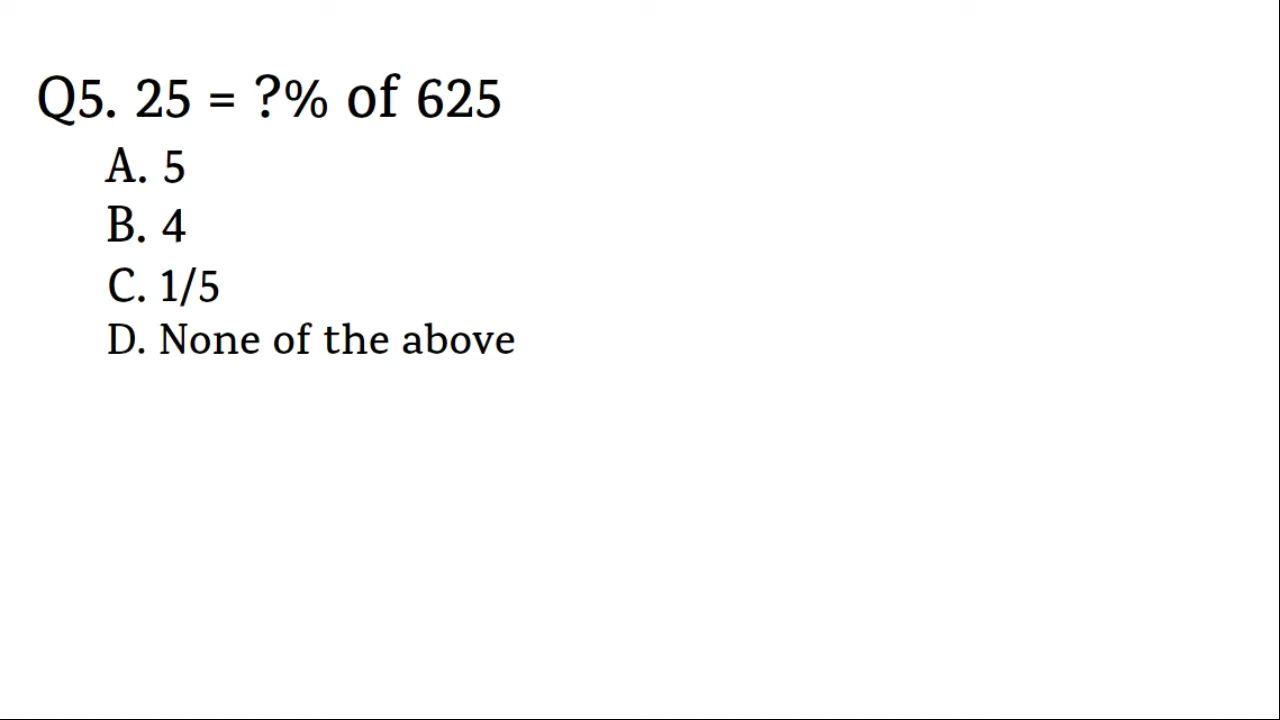 Q5. 25 = ?% of 625
A. 5
B. 4
C. 1/5
D. None of the above